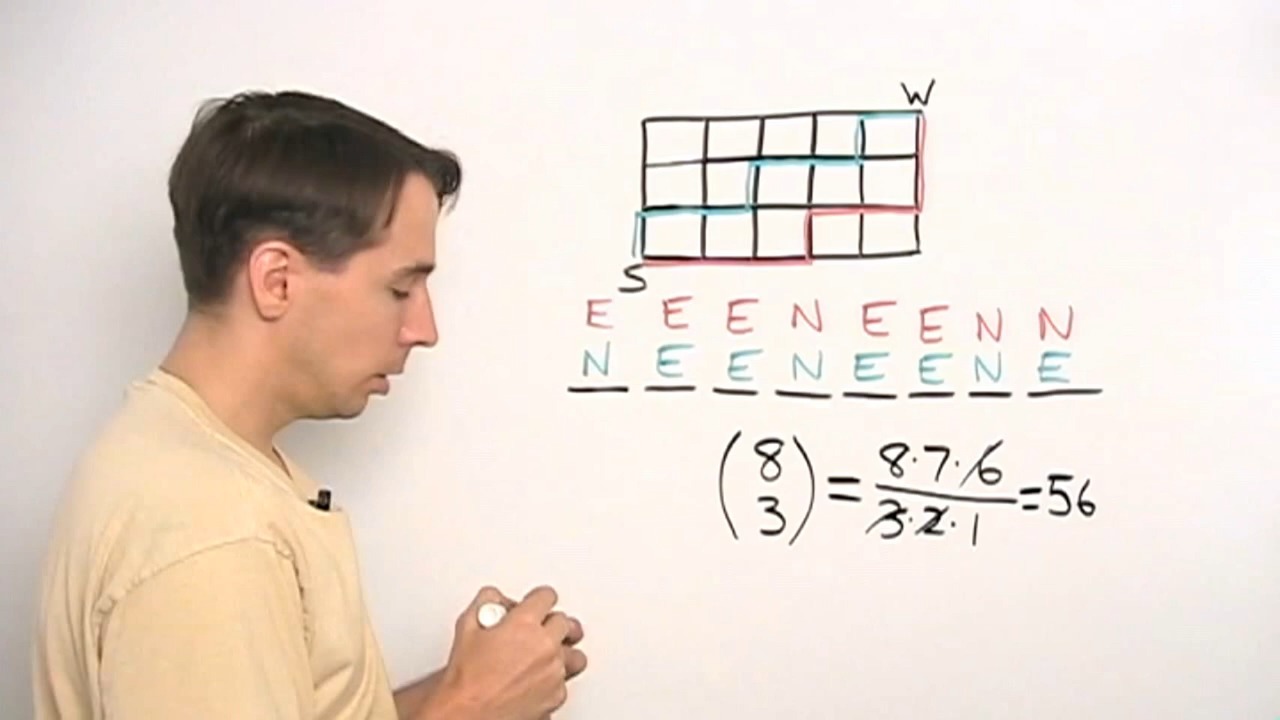 W
S
E E E N E E N N
N E E N E E N E
(8 3) = 8·7·6 / 3·2·1 = 56